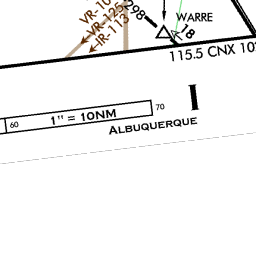 VR-10
VR-125
IR-113
298
WARRE
18
115.5 CNX 10
I
60
1" = 10NM
70
ALBUQUERQUE